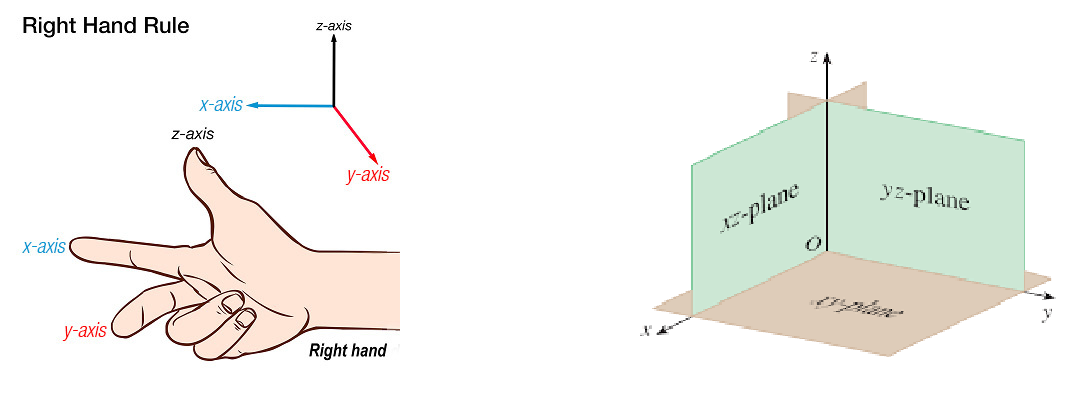 Right Hand Rule
z-axis
x-axis
z-axis
y-axis
x-axis
y-axis
Right hand
z
xz-plane
yz-plane
O
xy-plane
x
y